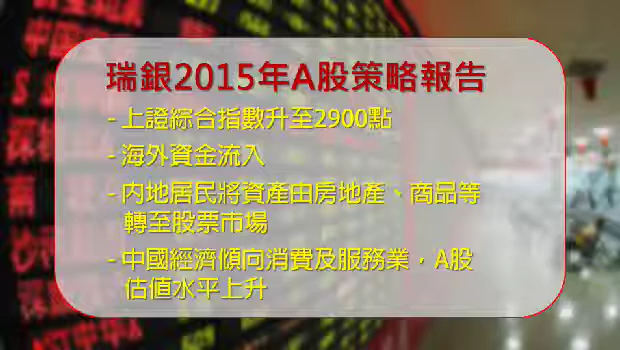 瑞銀2015年A股策略報告
- 上證綜合指數升至2900點
- 海外資金流入
- 內地居民將資產由房地產、商品等
轉至股票市場
- 中國經濟傾向消費及服務業，A股
估值水平上升